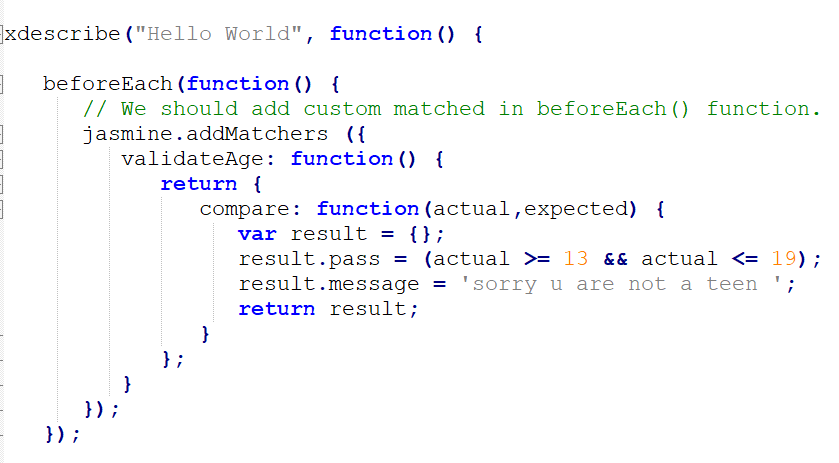 xdescribe("Hello World", function() {
beforeEach(function() {
// We should add custom matched in beforeEach() function.
jasmine.addMatchers ({
validateAge: function() {
return {
compare: function(actual,expected) {
var result = {};
result.pass = (actual >= 13 && actual <= 19);
result.message = 'sorry u are not a teen ';
return result;
}
};
}
});
});